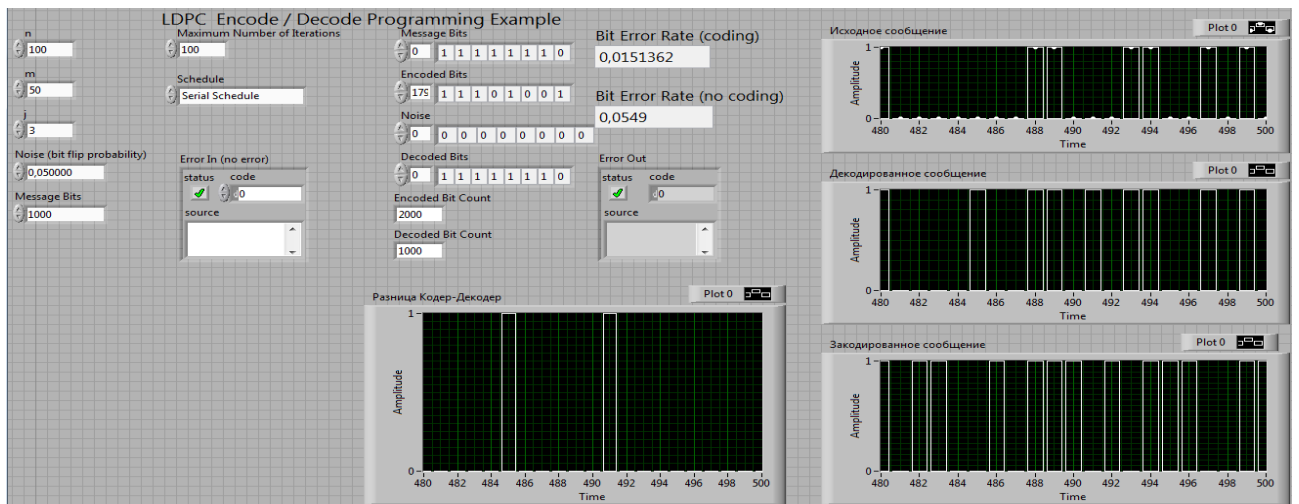 LDPC Encode / Decode Programming Example
n
100
m
50
j
3
Noise (bit flip probability)
0,050000
Message Bits
1000
Maximum Number of Iterations
100
Schedule
Serial Schedule
Error In (no error)
status code
0
source
Message Bits
0 1 1 1 1 1 1 1 0
Encoded Bits
179 1 1 1 0 1 0 0 1
Noise
0 0 0 0 0 0 0 0 0
Decoded Bits
0 1 1 1 1 1 1 1 0
Encoded Bit Count
2000
Decoded Bit Count
1000
Bit Error Rate (coding)
0,0151362
Bit Error Rate (no coding)
0,0549
Error Out
status code
0
source
Разница Кодер-Декодер
Plot 0
1
Amplitude
0
480 482 484 486 488 490 492 494 496 498 500
Time
Исходное сообщение
Plot 0
1
Amplitude
0
480 482 484 486 488 490 492 494 496 498 500
Time
Декодированное сообщение
Plot 0
1
Amplitude
0
480 482 484 486 488 490 492 494 496 498 500
Time
Закодированное сообщение
Plot 0
1
Amplitude
0
480 482 484 486 488 490 492 494 496 498 500
Time